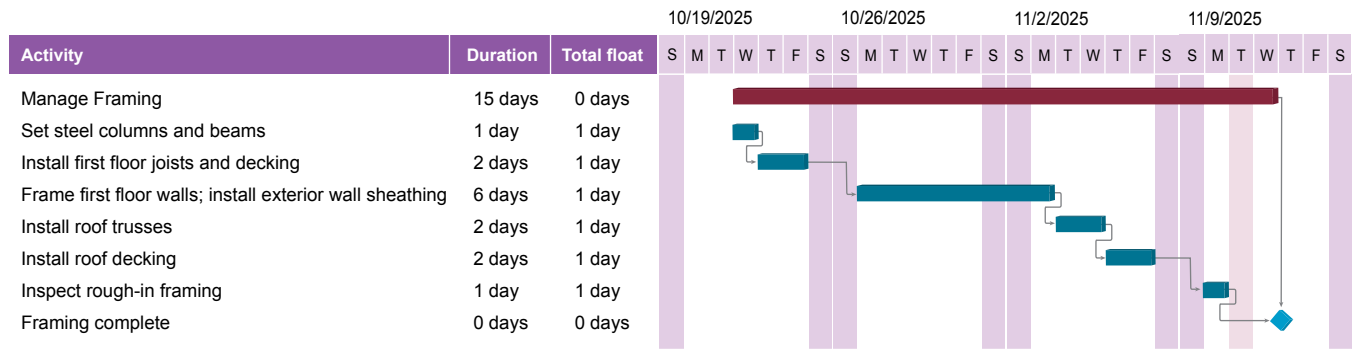 10/19/2025 10/26/2025 11/2/2025 11/9/2025
Activity Duration Total float S M T W T F S S M T W T F S S M T W T F S S M T W T F S
Manage Framing 15 days 0 days
Set steel columns and beams 1 day 1 day
Install first floor joists and decking 2 days 1 day
Frame first floor walls; install exterior wall sheathing 6 days 1 day
Install roof trusses 2 days 1 day
Install roof decking 2 days 1 day
Inspect rough-in framing 1 day 1 day
Framing complete 0 days 0 days